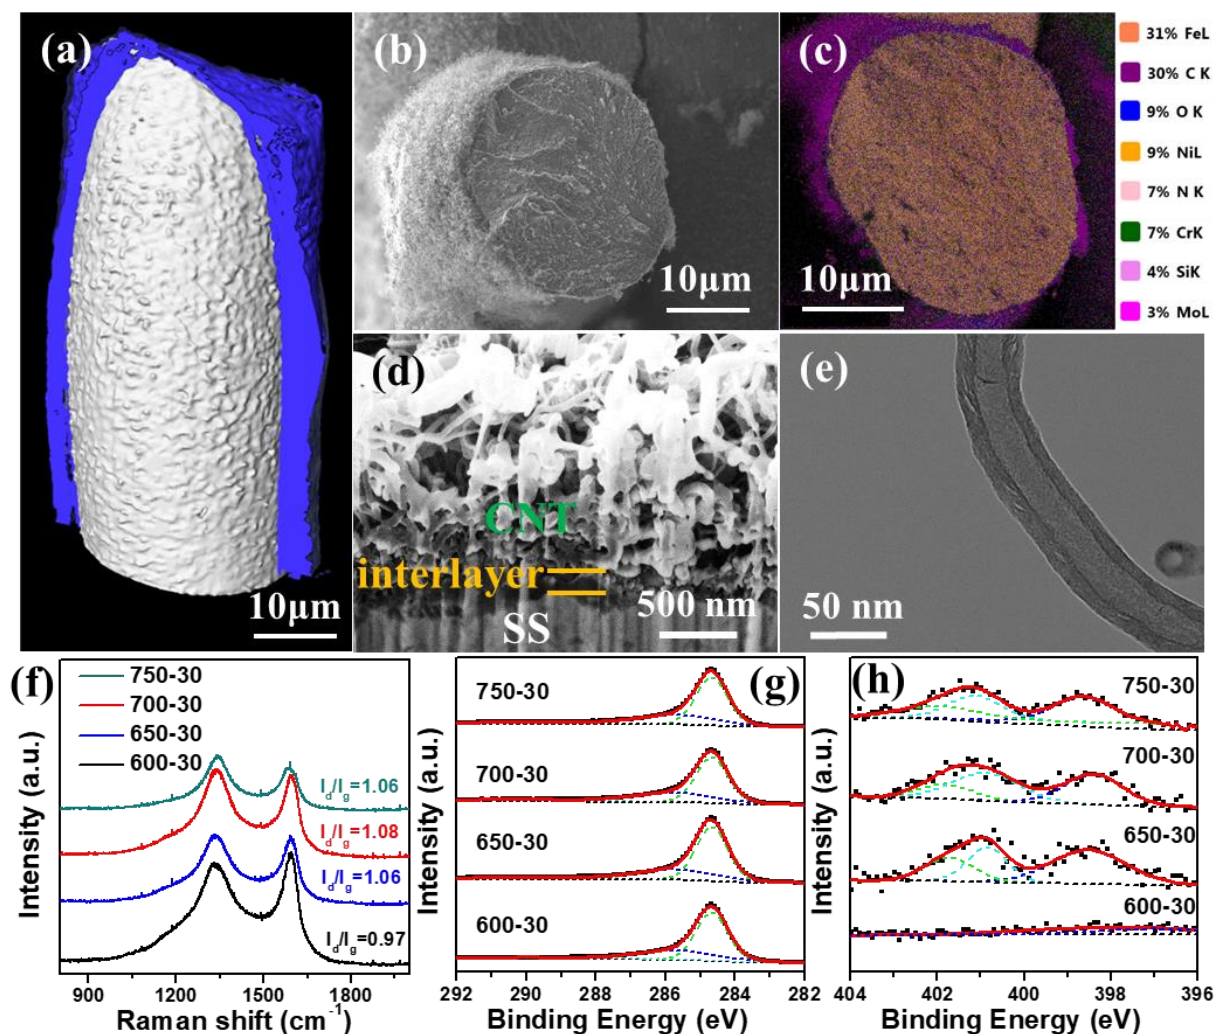 (a)
10μm
(b)
10μm
(c)
10μm
31% FeL
30% C K
9% O K
9% NiL
7% N K
7% CrK
4% SiK
3% MoL
(d)
CNT
interlayer
SS
500 nm
(e)
50 nm
(f)
750-30
700-30
650-30
600-30
Id/Ig=1.06
Id/Ig=1.08
Id/Ig=1.06
Id/Ig=0.97
Intensity (a.u.)
900 1200 1500 1800
Raman shift (cm-1)
(g)
750-30
700-30
650-30
600-30
Intensity (a.u.)
292 290 288 286 284 282
Binding Energy (eV)
(h)
750-30
700-30
650-30
600-30
Intensity (a.u.)
404 402 400 398 396
Binding Energy (eV)